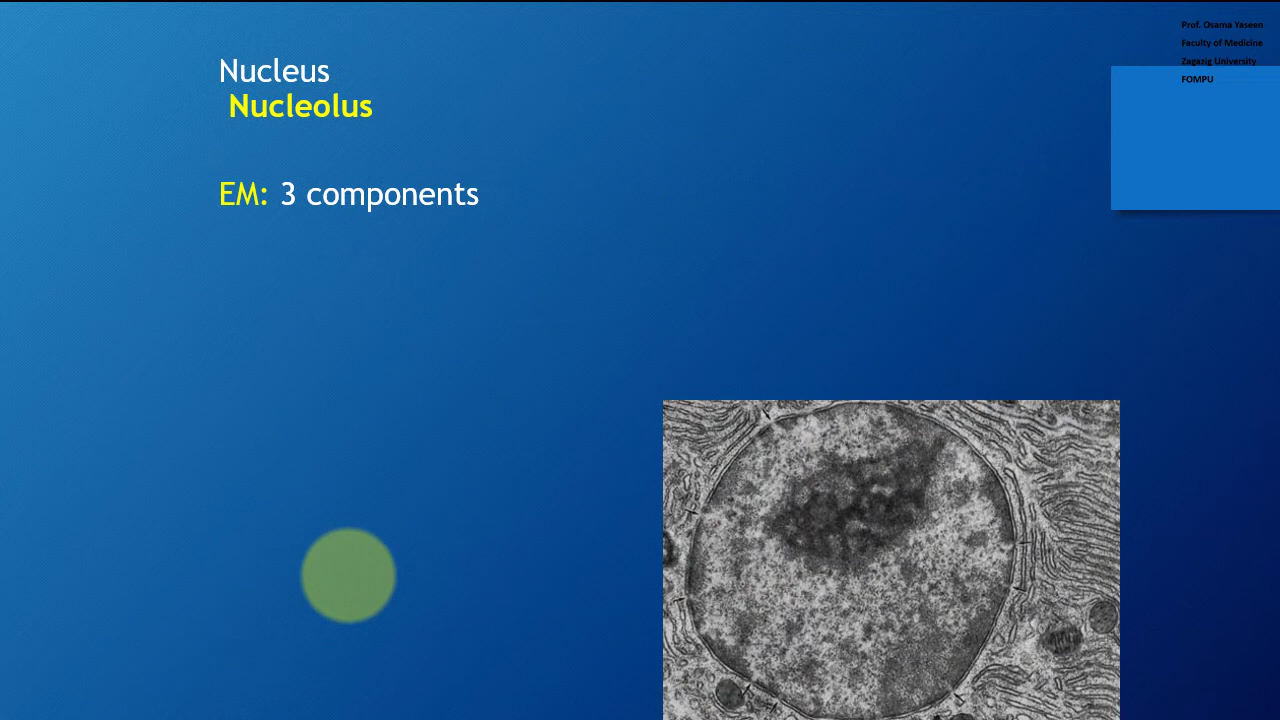 Prof. Osama Yaseen
Faculty of Medicine
Zagazig University
FOMPU
Nucleus
Nucleolus
EM: 3 components